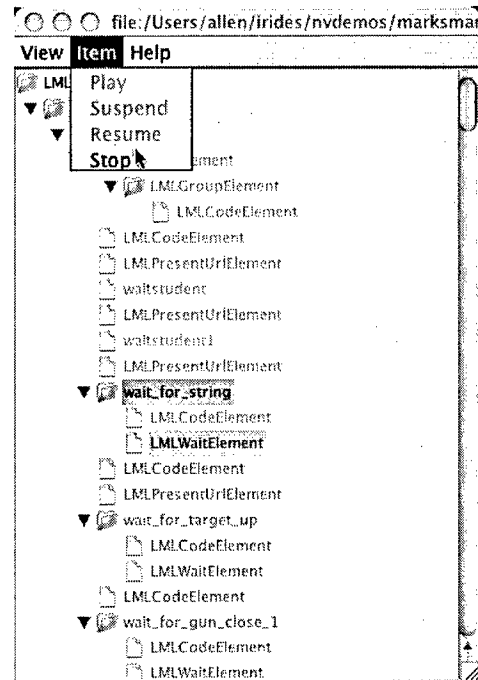 file:/Users/allen/irides/nvdemos/marksmar
View Item Help
LML
Play
Suspend
Resume
Stop
ement
LMLGroupElement
LMLCodeElement
LMLCodeElement
LMLPresentUrlElement
waitstudent
LMLPresentUrlElement
waitstudent1
LMLPresentUrlElement
wait_for_string
LMLCodeElement
LMLWaitElement
LMLCodeElement
LMLPresentUrlElement
wait_for_target_up
LMLCodeElement
LMLWaitElement
LMLCodeElement
wait_for_gun_close_1
LMLCodeElement
LMLWaitElement